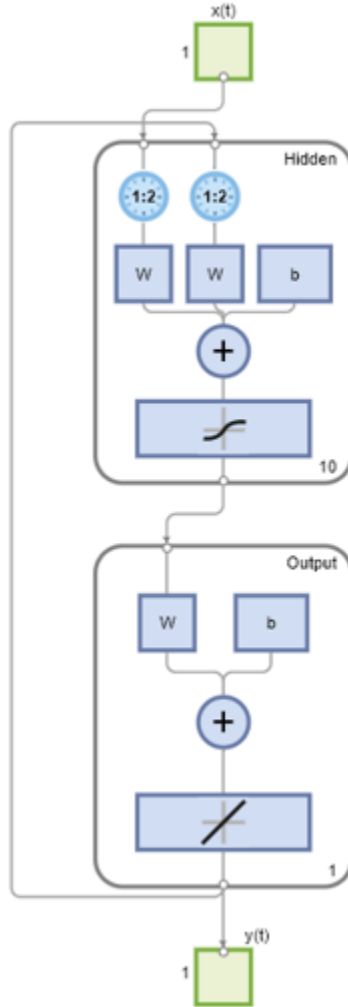 x(t)
1
Hidden
1:2 1:2
W W b
+
10
Output
W b
+
1
y(t)
1